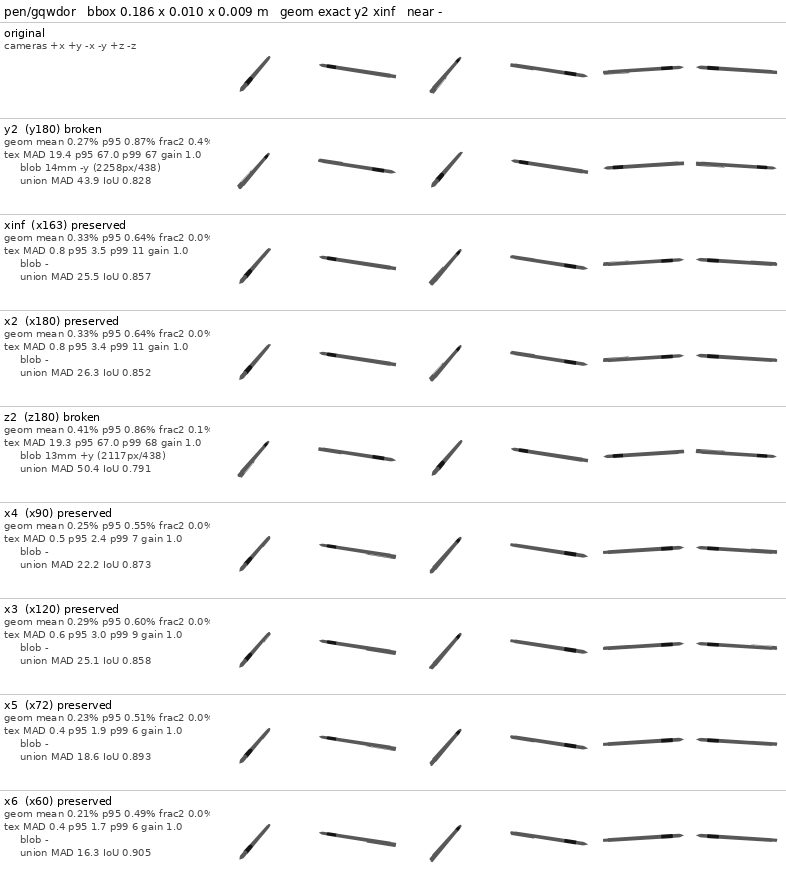 pen/gqwdor bbox 0.186 x 0.010 x 0.009 m geom exact y2 xinf near -
original
cameras +x +y -x -y +z -z
y2 (y180) broken
geom mean 0.27% p95 0.87% frac2 0.4%
tex MAD 19.4 p95 67.0 p99 67 gain 1.0
blob 14mm -y (2258px/438)
union MAD 43.9 IoU 0.828
xinf (x163) preserved
geom mean 0.33% p95 0.64% frac2 0.0%
tex MAD 0.8 p95 3.5 p99 11 gain 1.0
blob -
union MAD 25.5 IoU 0.857
x2 (x180) preserved
geom mean 0.33% p95 0.64% frac2 0.0%
tex MAD 0.8 p95 3.4 p99 11 gain 1.0
blob -
union MAD 26.3 IoU 0.852
z2 (z180) broken
geom mean 0.41% p95 0.86% frac2 0.1%
tex MAD 19.3 p95 67.0 p99 68 gain 1.0
blob 13mm +y (2117px/438)
union MAD 50.4 IoU 0.791
x4 (x90) preserved
geom mean 0.25% p95 0.55% frac2 0.0%
tex MAD 0.5 p95 2.4 p99 7 gain 1.0
blob -
union MAD 22.2 IoU 0.873
x3 (x120) preserved
geom mean 0.29% p95 0.60% frac2 0.0%
tex MAD 0.6 p95 3.0 p99 9 gain 1.0
blob -
union MAD 25.1 IoU 0.858
x5 (x72) preserved
geom mean 0.23% p95 0.51% frac2 0.0%
tex MAD 0.4 p95 1.9 p99 6 gain 1.0
blob -
union MAD 18.6 IoU 0.893
x6 (x60) preserved
geom mean 0.21% p95 0.49% frac2 0.0%
tex MAD 0.4 p95 1.7 p99 6 gain 1.0
blob -
union MAD 16.3 IoU 0.905